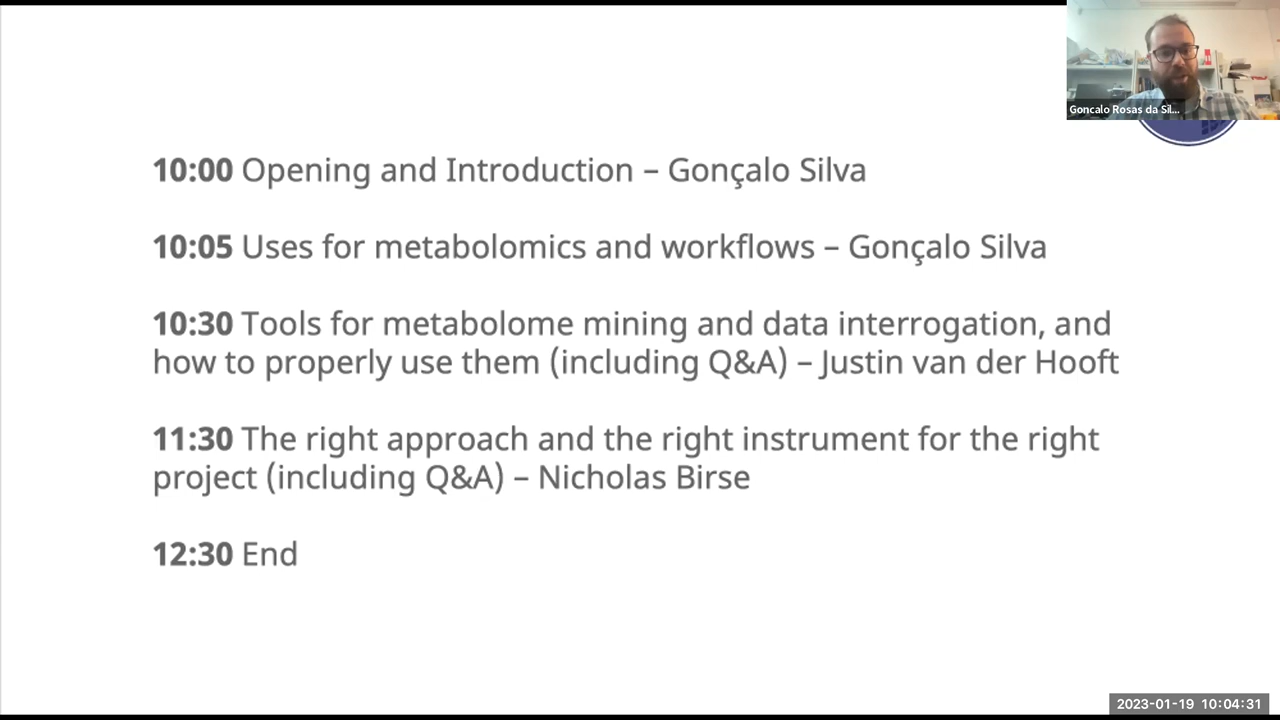 Goncalo Rosas da Sil...
10:00 Opening and Introduction – Gonçalo Silva
10:05 Uses for metabolomics and workflows – Gonçalo Silva
10:30 Tools for metabolome mining and data interrogation, and
how to properly use them (including Q&A) – Justin van der Hooft
11:30 The right approach and the right instrument for the right
project (including Q&A) – Nicholas Birse
12:30 End
2023-01-19 10:04:31